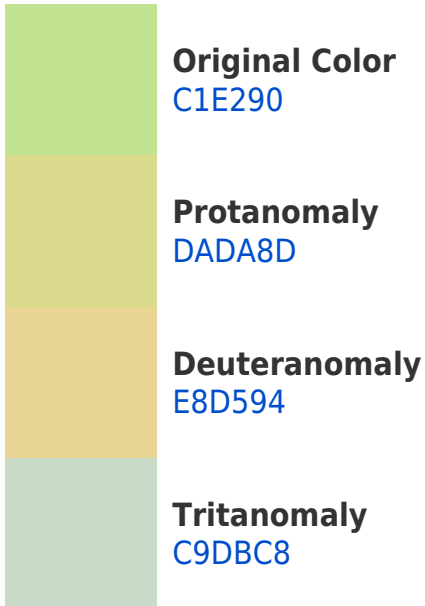 Original Color
C1E290
Protanomaly
DADA8D
Deuteranomaly
E8D594
Tritanomaly
C9DBC8